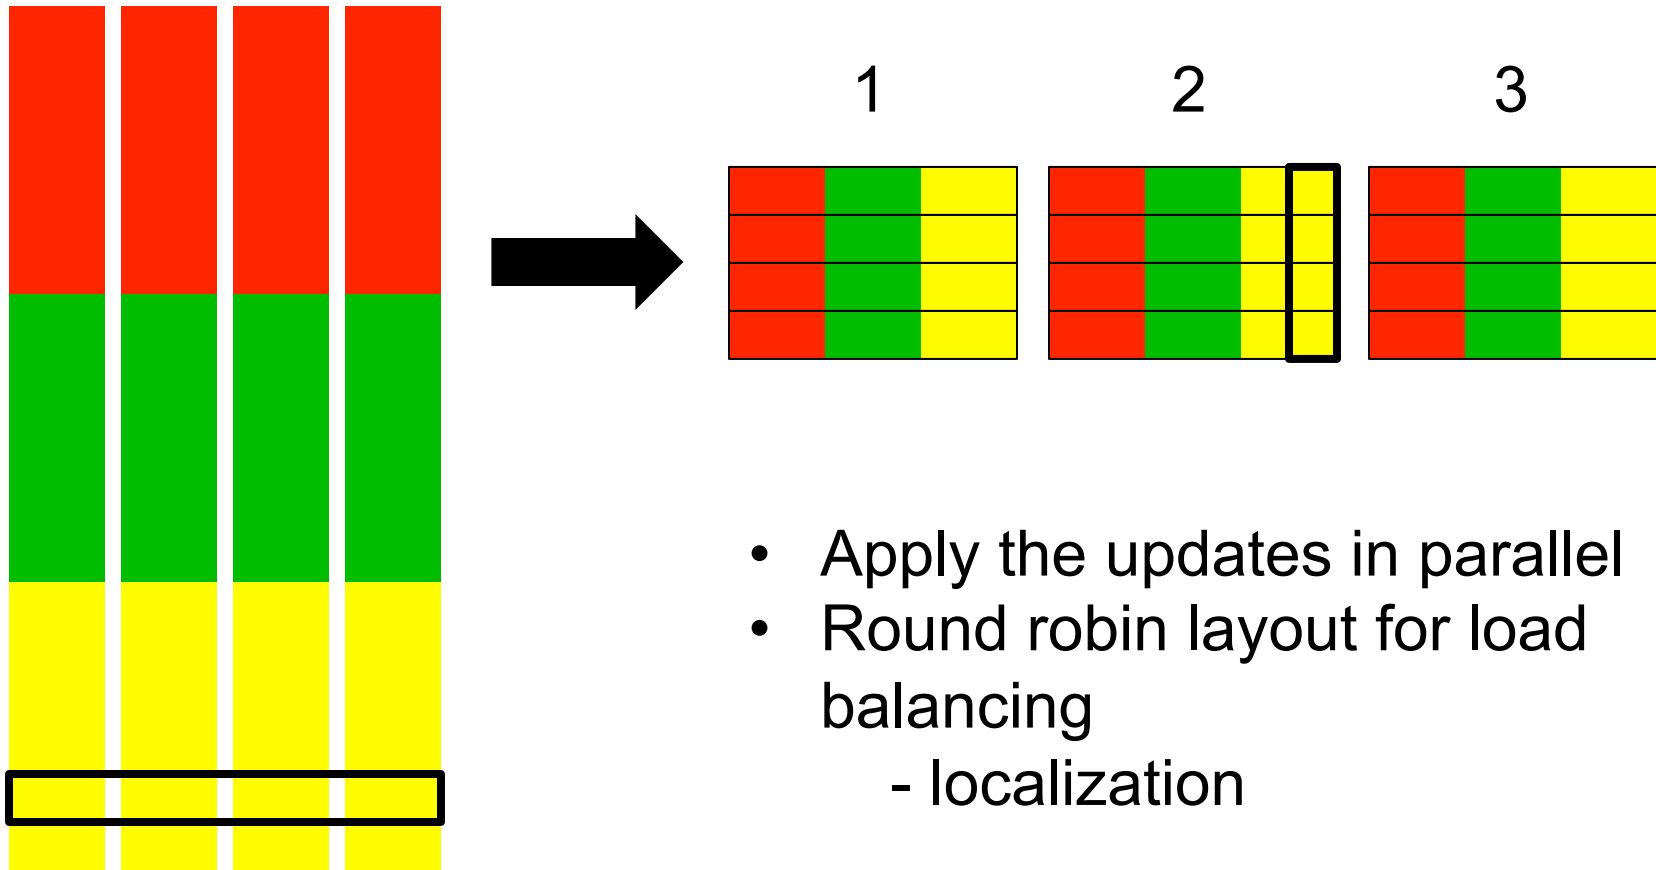 1 2 3
• Apply the updates in parallel
• Round robin layout for load
balancing
- localization